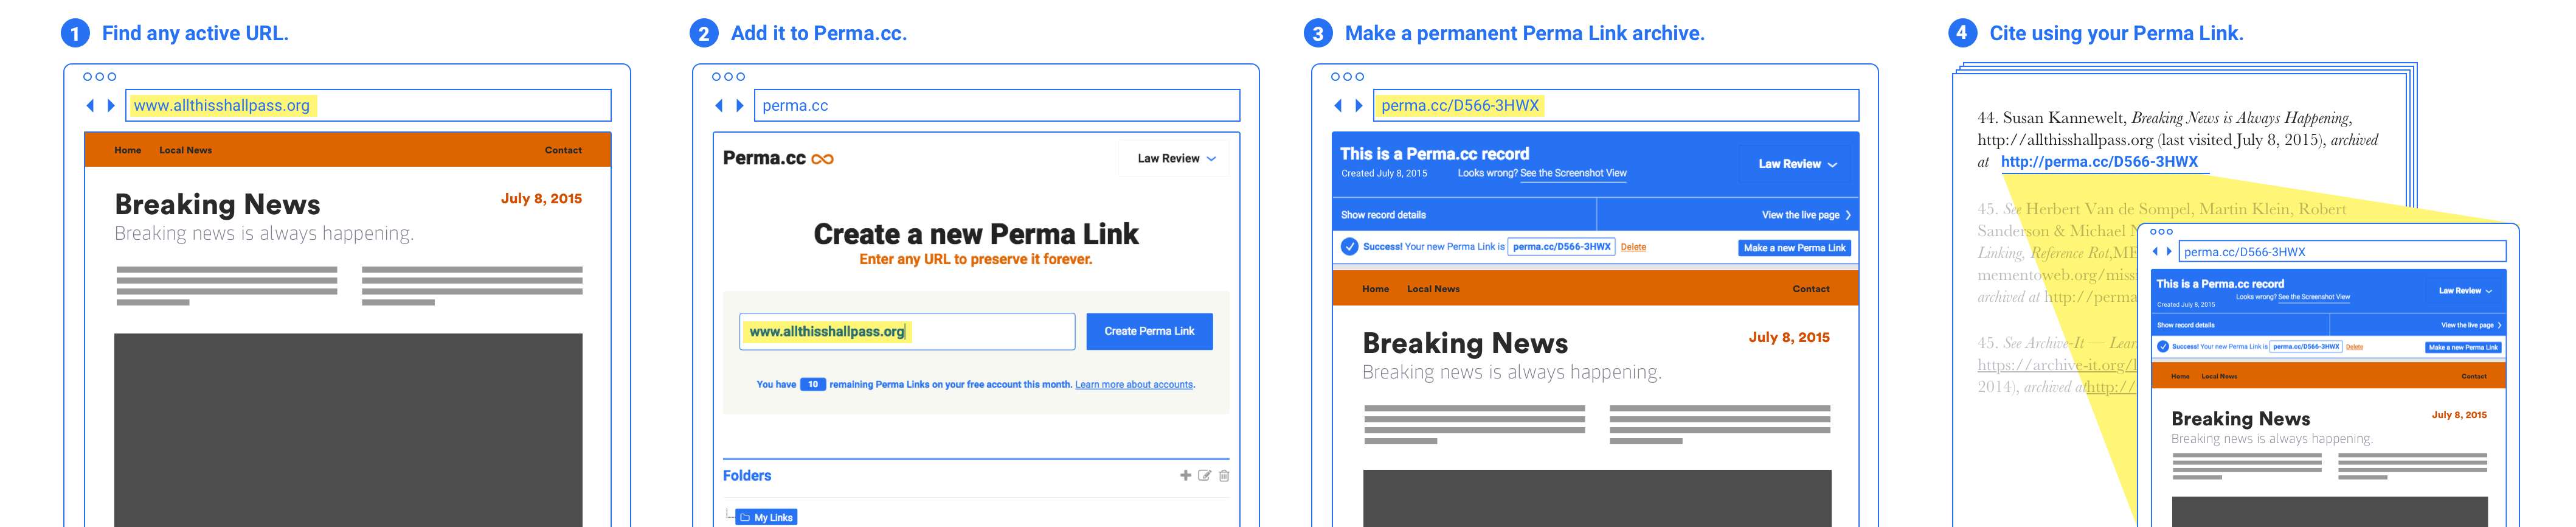 1 Find any active URL.
www.allthisshallpass.org
Home Local News Contact
Breaking News July 8, 2015
Breaking news is always happening.
2 Add it to Perma.cc.
perma.cc
Perma.cc Law Review
Create a new Perma Link
Enter any URL to preserve it forever.
www.allthisshallpass.org Create Perma Link
You have 10 remaining Perma Links on your free account this month. Learn more about accounts.
Folders
My Links
3 Make a permanent Perma Link archive.
perma.cc/D566-3HWX
This is a Perma.cc record
Law Review
Created July 8, 2015 Looks wrong? See the Screenshot View
Show record details View the live page
Success! Your new Perma Link is perma.cc/D566-3HWX Delete Make a new Perma Link
Home Local News Contact
Breaking News July 8, 2015
Breaking news is always happening.
4 Cite using your Perma Link.
44. Susan Kannewelt, Breaking News is Always Happening,
http://allthisshallpass.org (last visited July 8, 2015), archived
at http://perma.cc/D566-3HWX
45. See Herbert Van de Sompel, Martin Klein, Robert
Sanderson & Michael
Linking, Reference Rot,
mementoweb.org/
archived at http://perma
45. See Archive-It —
https://archive-it.org/
2014), archived at http://
perma.cc/D566-3HWX
This is a Perma.cc record
Law Review
Created July 8, 2015 Looks wrong? See the Screenshot View
Show record details View the live page
Success! Your new Perma Link is perma.cc/D566-3HWX Delete Make a new Perma Link
Home Local News Contact
Breaking News July 8, 2015
Breaking news is always happening.